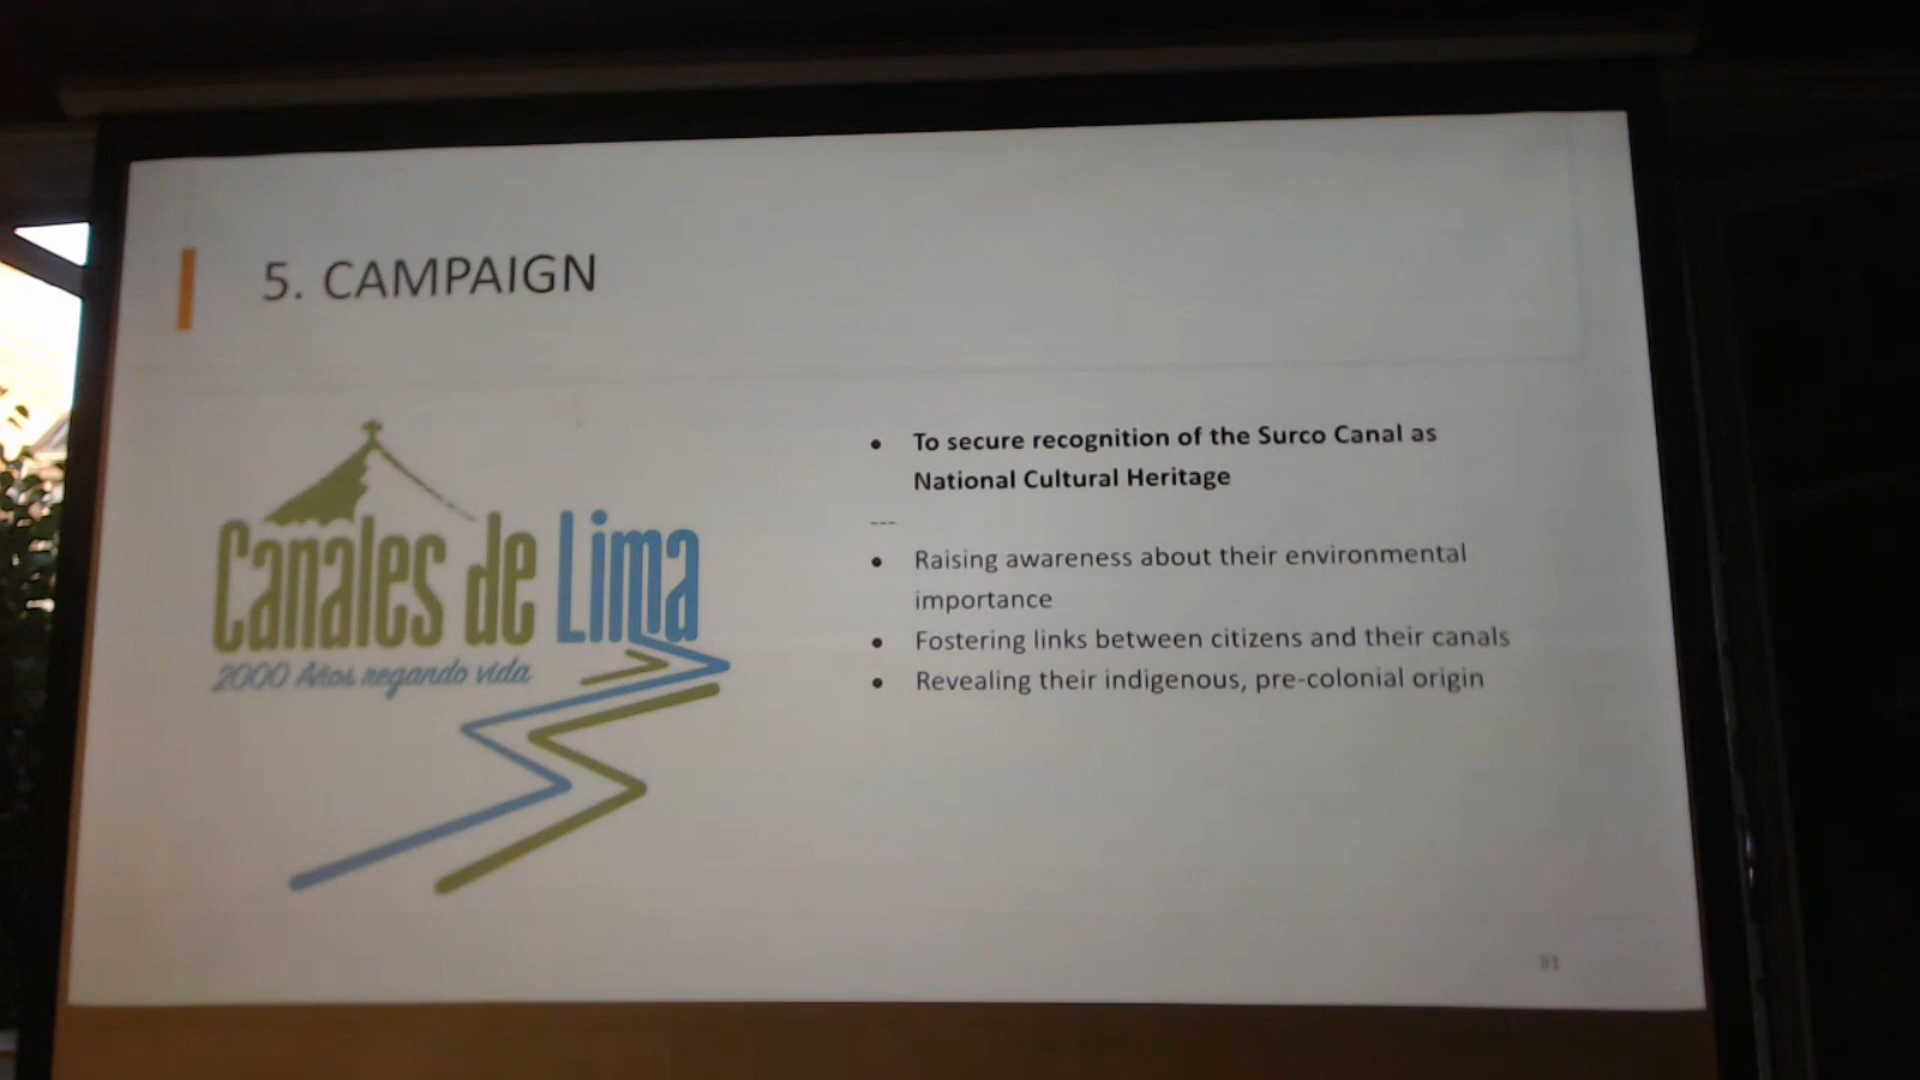 5. CAMPAIGN
Canales de Lima
2000 Años regando vida
• To secure recognition of the Surco Canal as
National Cultural Heritage
---
• Raising awareness about their environmental
importance
• Fostering links between citizens and their canals
• Revealing their indigenous, pre-colonial origin
31